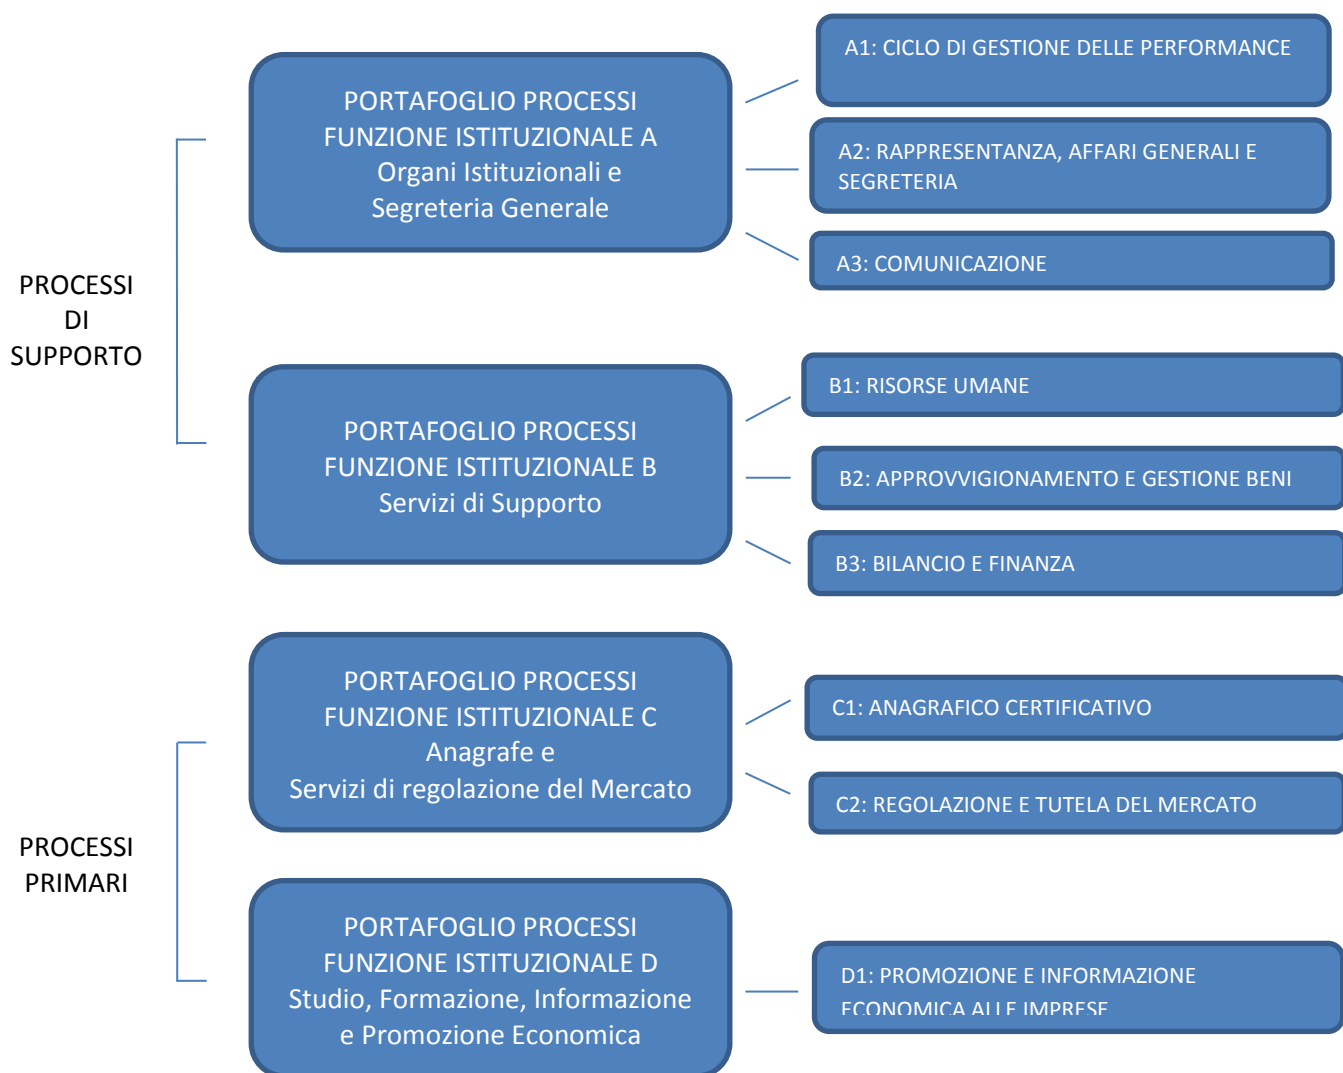 PROCESSI
DI
SUPPORTO
PORTAFOGLIO PROCESSI
FUNZIONE ISTITUZIONALE A
Organi Istituzionali e
Segreteria Generale
A1: CICLO DI GESTIONE DELLE PERFORMANCE
A2: RAPPRESENTANZA, AFFARI GENERALI E
SEGRETERIA
A3: COMUNICAZIONE
PORTAFOGLIO PROCESSI
FUNZIONE ISTITUZIONALE B
Servizi di Supporto
B1: RISORSE UMANE
B2: APPROVVIGIONAMENTO E GESTIONE BENI
B3: BILANCIO E FINANZA
PROCESSI
PRIMARI
PORTAFOGLIO PROCESSI
FUNZIONE ISTITUZIONALE C
Anagrafe e
Servizi di regolazione del Mercato
C1: ANAGRAFICO CERTIFICATIVO
C2: REGOLAZIONE E TUTELA DEL MERCATO
PORTAFOGLIO PROCESSI
FUNZIONE ISTITUZIONALE D
Studio, Formazione, Informazione
e Promozione Economica
D1: PROMOZIONE E INFORMAZIONE
ECONOMICA ALLE IMPRESE